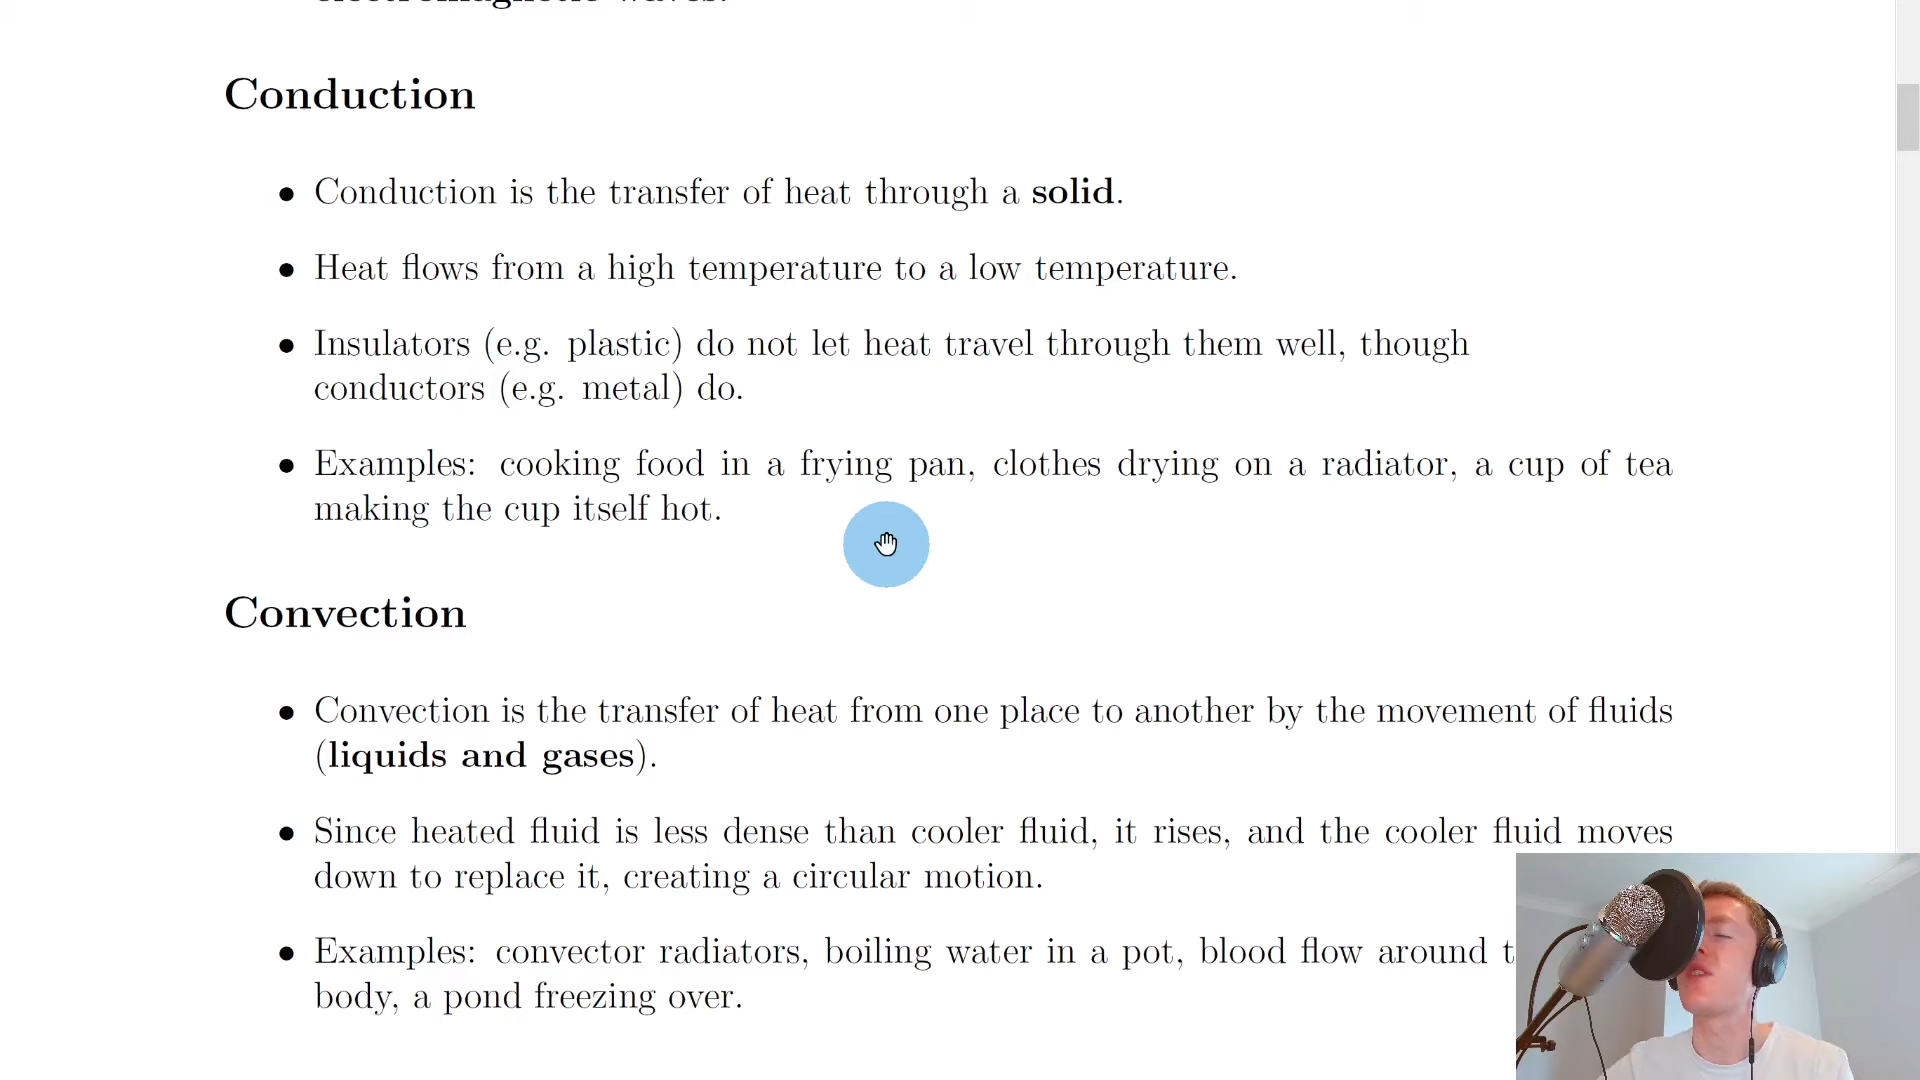 electromagnetic waves.
Conduction
• Conduction is the transfer of heat through a solid.
• Heat flows from a high temperature to a low temperature.
• Insulators (e.g. plastic) do not let heat travel through them well, though
conductors (e.g. metal) do.
• Examples: cooking food in a frying pan, clothes drying on a radiator, a cup of tea
making the cup itself hot.
Convection
• Convection is the transfer of heat from one place to another by the movement of fluids
(liquids and gases).
• Since heated fluid is less dense than cooler fluid, it rises, and the cooler fluid moves
down to replace it, creating a circular motion.
• Examples: convector radiators, boiling water in a pot, blood flow around
body, a pond freezing over.